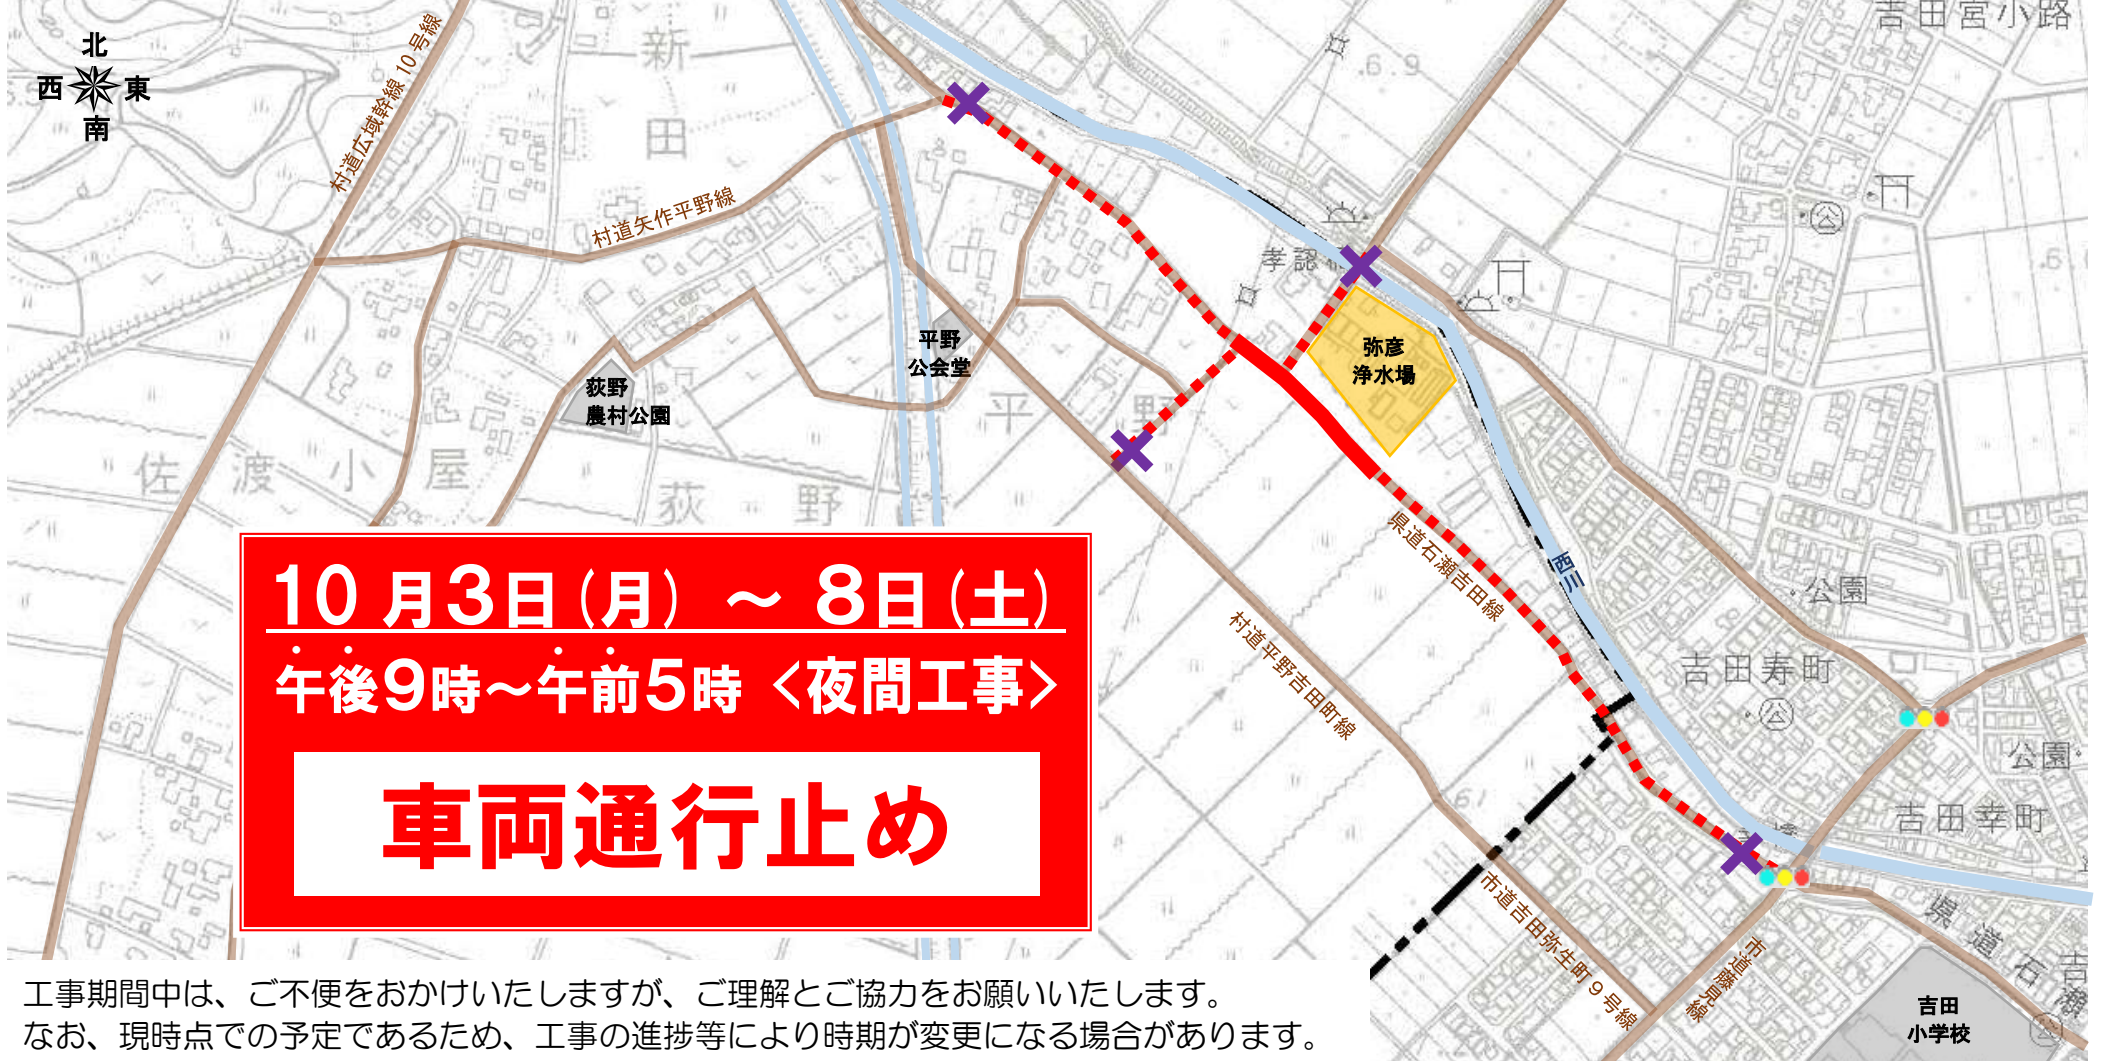 北
西 東
南
村道広域幹線10号線
新田
吉田宮小路
.6.9
村道矢作平野線
孝認
平野
公会堂
弥彦
浄水場
荻野
農村公園
平野
佐渡小屋
荻野
県道石瀬吉田線
西川
公園
村道平野吉田町線
吉田寿町
公園
吉田幸町
10月3日(月) ～ 8日(土)
午後9時～午前5時 <夜間工事>
車両通行止め
市道吉田弥生町9号線
市道藤見線
県道石瀬吉
吉田
小学校
工事期間中は、ご不便をおかけいたしますが、ご理解とご協力をお願いいたします。
なお、現時点での予定であるため、工事の進捗等により時期が変更になる場合があります。